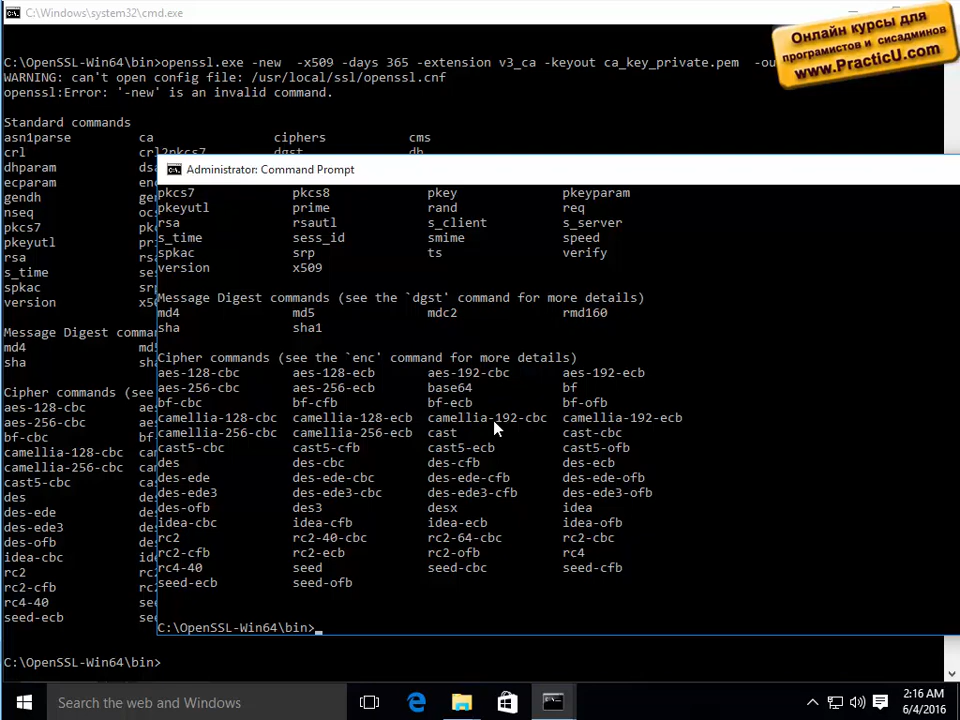 C:\Windows\system32\cmd.exe
Онлайн курсы для
програмистов и сисадминов
www.PracticU.com
C:\OpenSSL-Win64\bin>openssl.exe -new  -x509 -days 365 -extension v3_ca -keyout ca_key_private.pem  -ou
WARNING: can't open config file: /usr/local/ssl/openssl.cnf
openssl:Error: '-new' is an invalid command.
Standard commands
asn1parse ca ciphers cms
crl crl2pkcs7 dgst dh
dhparam
ecparam
gendh
nseq
pkcs7
pkeyutl
rsa
s_time
spkac
version
Message Digest
md4
sha
Cipher commands (see
aes-128-cbc
aes-256-cbc
bf-cbc
camellia-128-cbc
camellia-256-cbc
cast5-cbc
des
des-ede
des-ede3
des-ofb
idea-cbc
rc2
rc2-cfb
rc4-40
seed-ecb
C:\OpenSSL-Win64\bin>
Administrator: Command Prompt
pkcs7 pkcs8 pkey pkeyparam
pkeyutl prime rand req
rsa rsautl s_client s_server
s_time sess_id smime speed
spkac srp ts verify
version x509
Message Digest commands (see the `dgst' command for more details)
md4 md5 mdc2 rmd160
sha sha1
Cipher commands (see the `enc' command for more details)
aes-128-cbc aes-128-ecb aes-192-cbc aes-192-ecb
aes-256-cbc aes-256-ecb base64 bf
bf-cbc bf-cfb bf-ecb bf-ofb
camellia-128-cbc camellia-128-ecb camellia-192-cbc camellia-192-ecb
camellia-256-cbc camellia-256-ecb cast cast-cbc
cast5-cbc cast5-cfb cast5-ecb cast5-ofb
des des-cbc des-cfb des-ecb
des-ede des-ede-cbc des-ede-cfb des-ede-ofb
des-ede3 des-ede3-cbc des-ede3-cfb des-ede3-ofb
des-ofb des3 desx idea
idea-cbc idea-cfb idea-ecb idea-ofb
rc2 rc2-40-cbc rc2-64-cbc rc2-cbc
rc2-cfb rc2-ecb rc2-ofb rc4
rc4-40 seed seed-cbc seed-cfb
seed-ecb seed-ofb
C:\OpenSSL-Win64\bin>_
Search the web and Windows
2:16 AM
6/4/2016